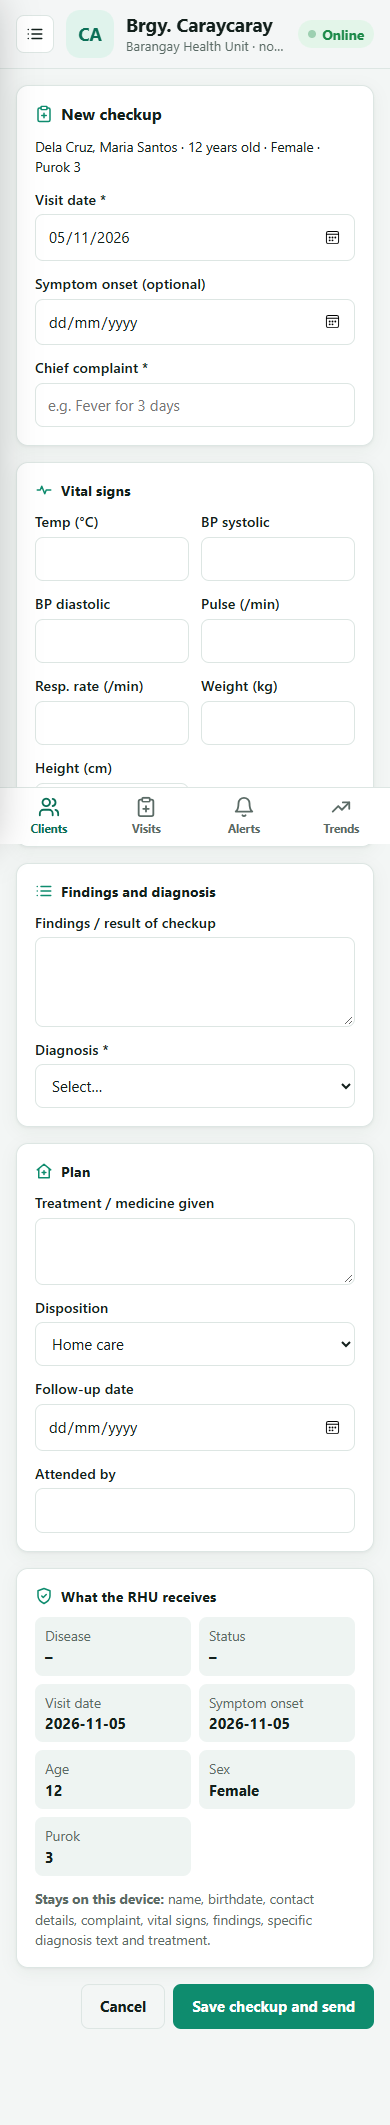 CA
Brgy. Caraycaray
Barangay Health Unit · no...
Online
New checkup
Dela Cruz, Maria Santos · 12 years old · Female ·
Purok 3
Visit date *
05/11/2026
Symptom onset (optional)
dd/mm/yyyy
Chief complaint *
e.g. Fever for 3 days
Vital signs
Temp (°C)
BP systolic
BP diastolic
Pulse (/min)
Resp. rate (/min)
Weight (kg)
Height (cm)
Clients
Visits
Alerts
Trends
Findings and diagnosis
Findings / result of checkup
Diagnosis *
Select...
Plan
Treatment / medicine given
Disposition
Home care
Follow-up date
dd/mm/yyyy
Attended by
What the RHU receives
Disease
–
Status
–
Visit date
2026-11-05
Symptom onset
2026-11-05
Age
12
Sex
Female
Purok
3
Stays on this device: name, birthdate, contact
details, complaint, vital signs, findings, specific
diagnosis text and treatment.
Cancel
Save checkup and send